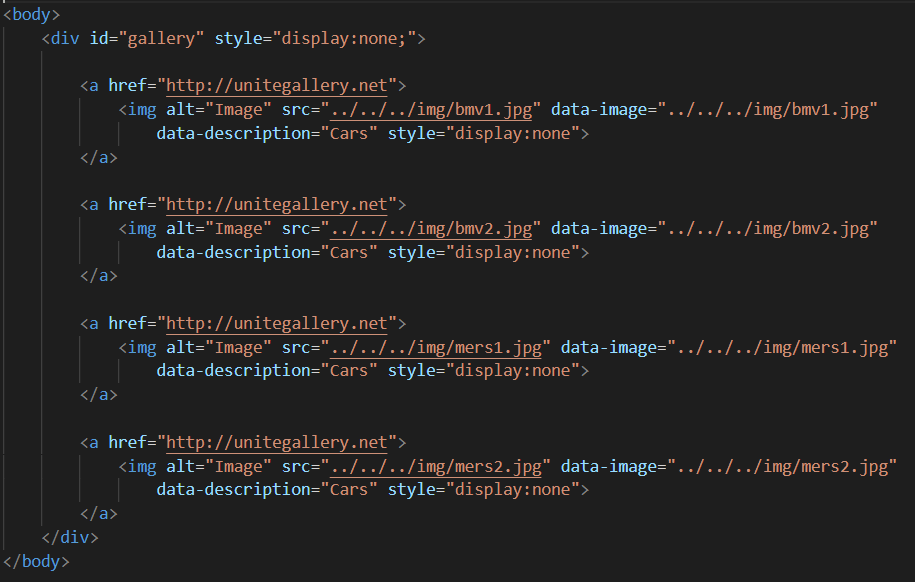 <body>
    <div id="gallery" style="display:none;">

        <a href="http://unitegallery.net">
            <img alt="Image" src="../../../img/bmv1.jpg" data-image="../../../img/bmv1.jpg"
                data-description="Cars" style="display:none">
        </a>

        <a href="http://unitegallery.net">
            <img alt="Image" src="../../../img/bmv2.jpg" data-image="../../../img/bmv2.jpg"
                data-description="Cars" style="display:none">
        </a>

        <a href="http://unitegallery.net">
            <img alt="Image" src="../../../img/mers1.jpg" data-image="../../../img/mers1.jpg"
                data-description="Cars" style="display:none">
        </a>

        <a href="http://unitegallery.net">
            <img alt="Image" src="../../../img/mers2.jpg" data-image="../../../img/mers2.jpg"
                data-description="Cars" style="display:none">
        </a>
    </div>
</body>